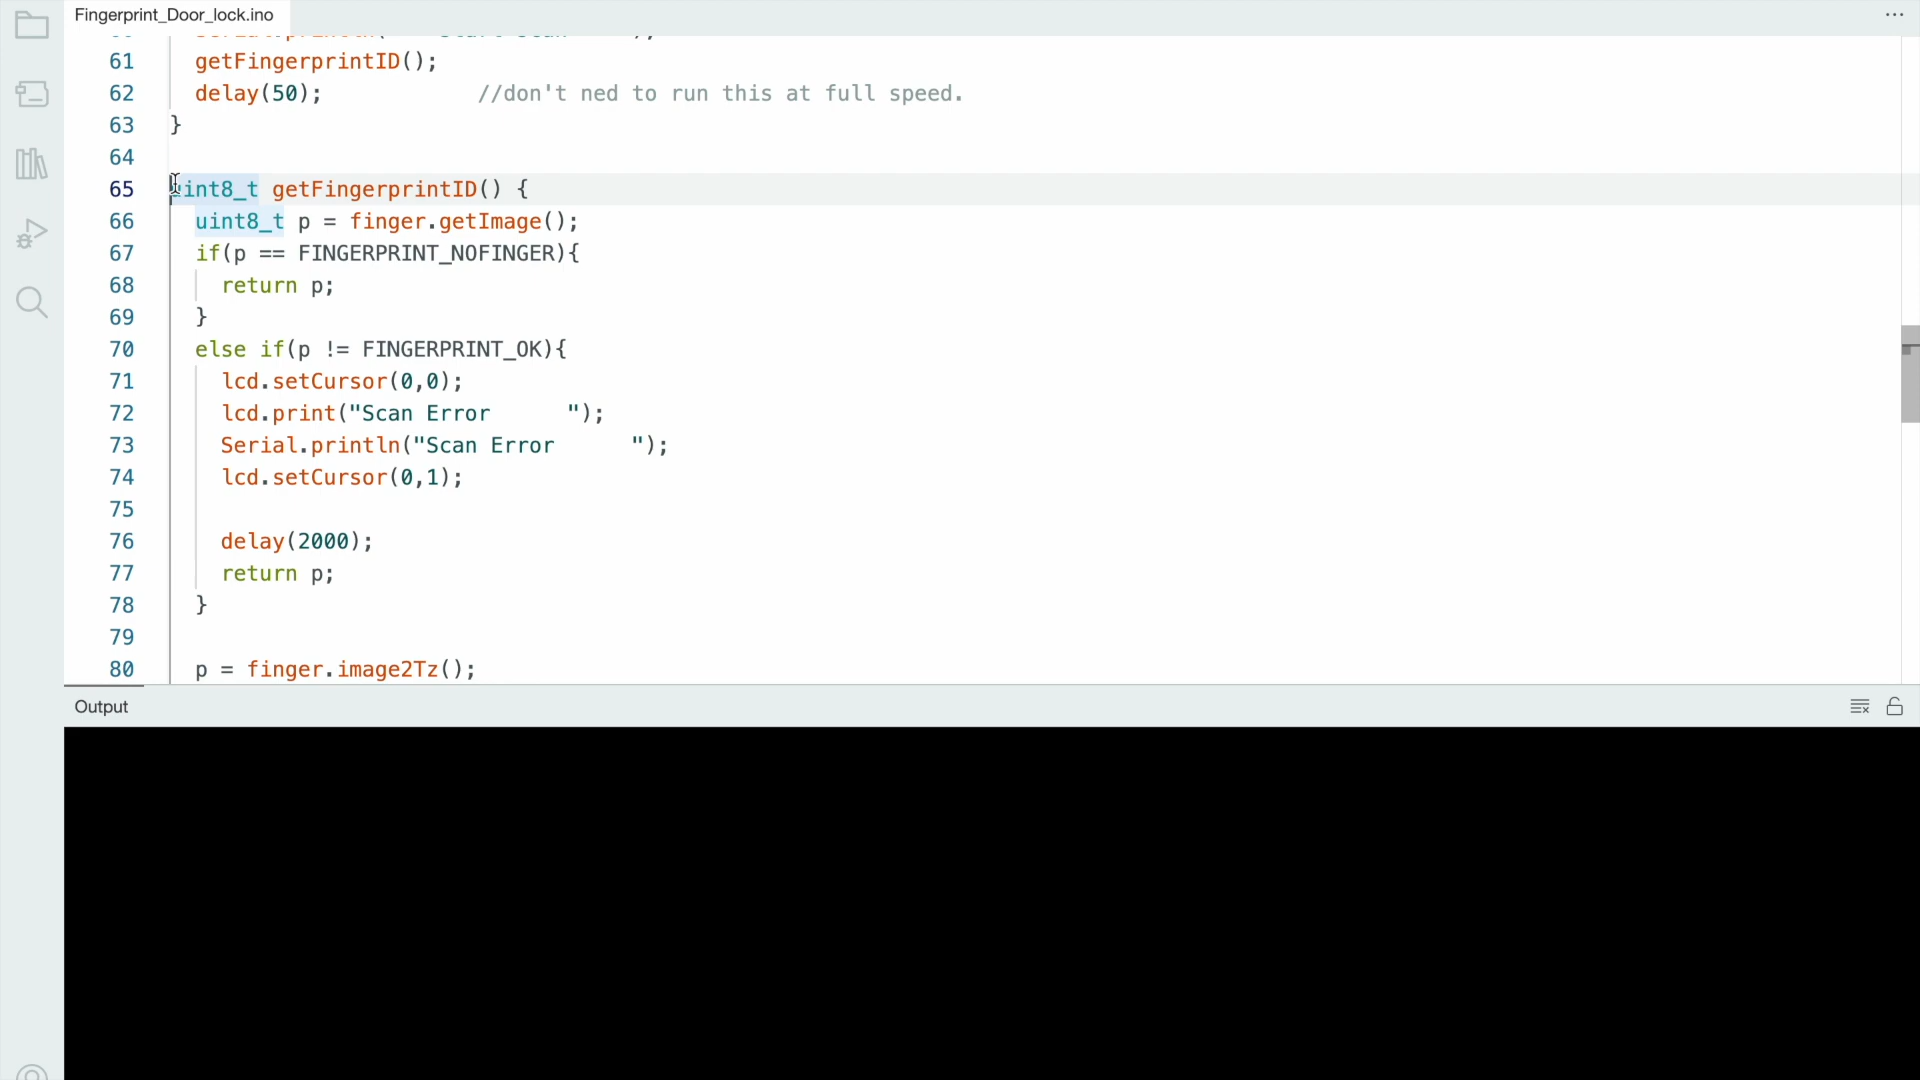 Fingerprint_Door_lock.ino
61 getFingerprintID();
62 delay(50); //don't ned to run this at full speed.
63 }
64
65 uint8_t getFingerprintID() {
66 uint8_t p = finger.getImage();
67 if(p == FINGERPRINT_NOFINGER){
68 return p;
69 }
70 else if(p != FINGERPRINT_OK){
71 lcd.setCursor(0,0);
72 lcd.print("Scan Error      ");
73 Serial.println("Scan Error      ");
74 lcd.setCursor(0,1);
75
76 delay(2000);
77 return p;
78 }
79
80 p = finger.image2Tz();
Output